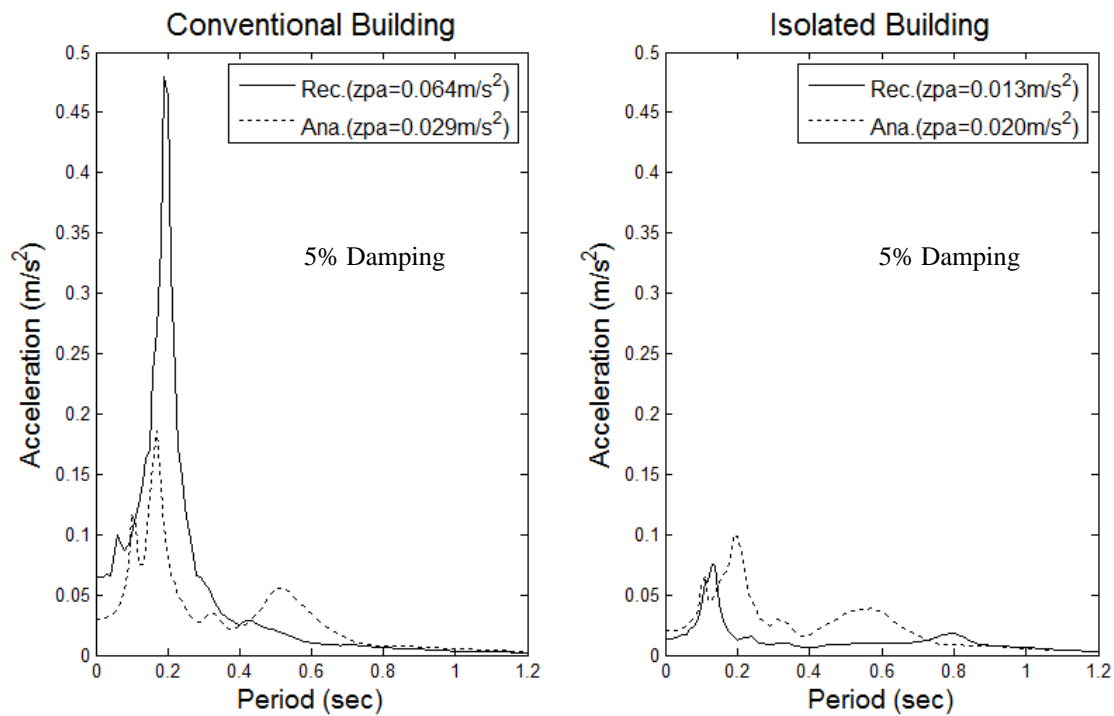 Conventional Building
0.5
0.45
0.4
0.35
0.3
0.25
0.2
0.15
0.1
0.05
0
Acceleration (m/s²)
Rec.(zpa=0.064m/s²)
Ana.(zpa=0.029m/s²)
5% Damping
0 0.2 0.4 0.6 0.8 1 1.2
Period (sec)
Isolated Building
0.5
0.45
0.4
0.35
0.3
0.25
0.2
0.15
0.1
0.05
0
Acceleration (m/s²)
Rec.(zpa=0.013m/s²)
Ana.(zpa=0.020m/s²)
5% Damping
0 0.2 0.4 0.6 0.8 1 1.2
Period (sec)